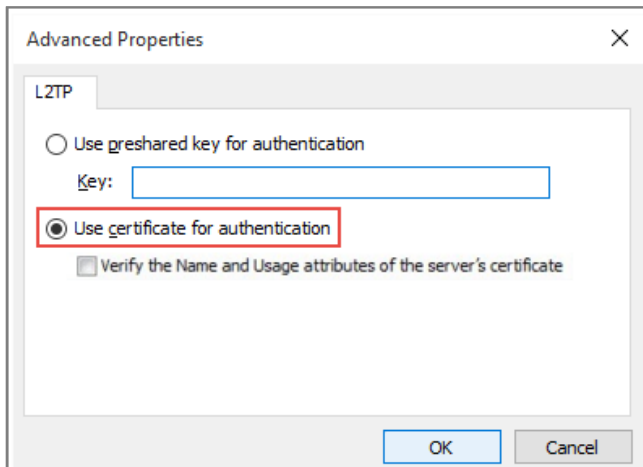 Advanced Properties
L2TP
Use preshared key for authentication
Key:
Use certificate for authentication
Verify the Name and Usage attributes of the server's certificate
OK Cancel